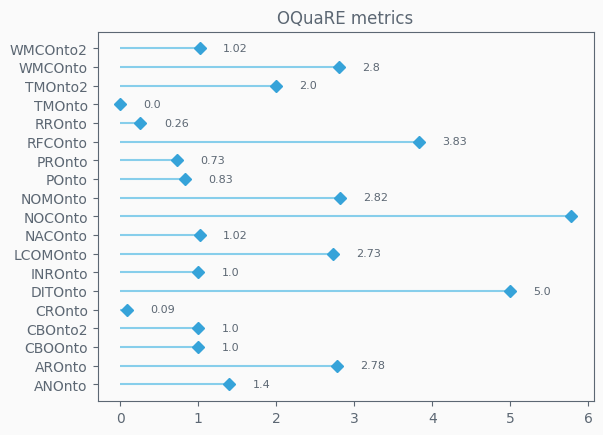 OQuaRE metrics
WMCOnto2 1.02
WMCOnto 2.8
TMOnto2 2.0
TMOnto 0.0
RROnto 0.26
RFCOnto 3.83
PROnto 0.73
POnto 0.83
NOMOnto 2.82
NOCOnto
NACOnto 1.02
LCOMOnto 2.73
INROnto 1.0
DITOnto 5.0
CROnto 0.09
CBOnto2 1.0
CBOOnto 1.0
AROnto 2.78
ANOnto 1.4
0 1 2 3 4 5 6